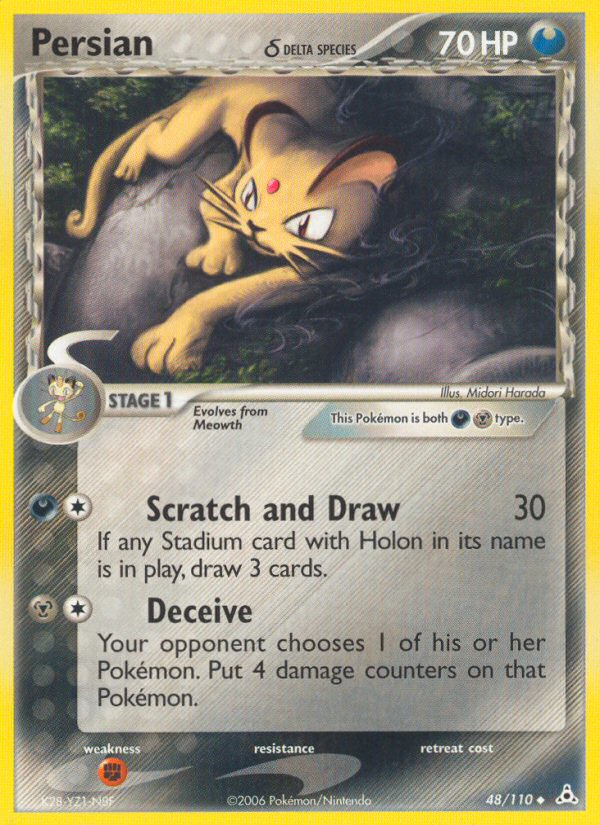 Persian
δ DELTA SPECIES
70 HP
Illus. Midori Harada
STAGE 1
Evolves from
Meowth
This Pokémon is both type.
Scratch and Draw 30
If any Stadium card with Holon in its name
is in play, draw 3 cards.
Deceive
Your opponent chooses 1 of his or her
Pokémon. Put 4 damage counters on that
Pokémon.
weakness resistance retreat cost
©2006 Pokémon/Nintendo
48/110